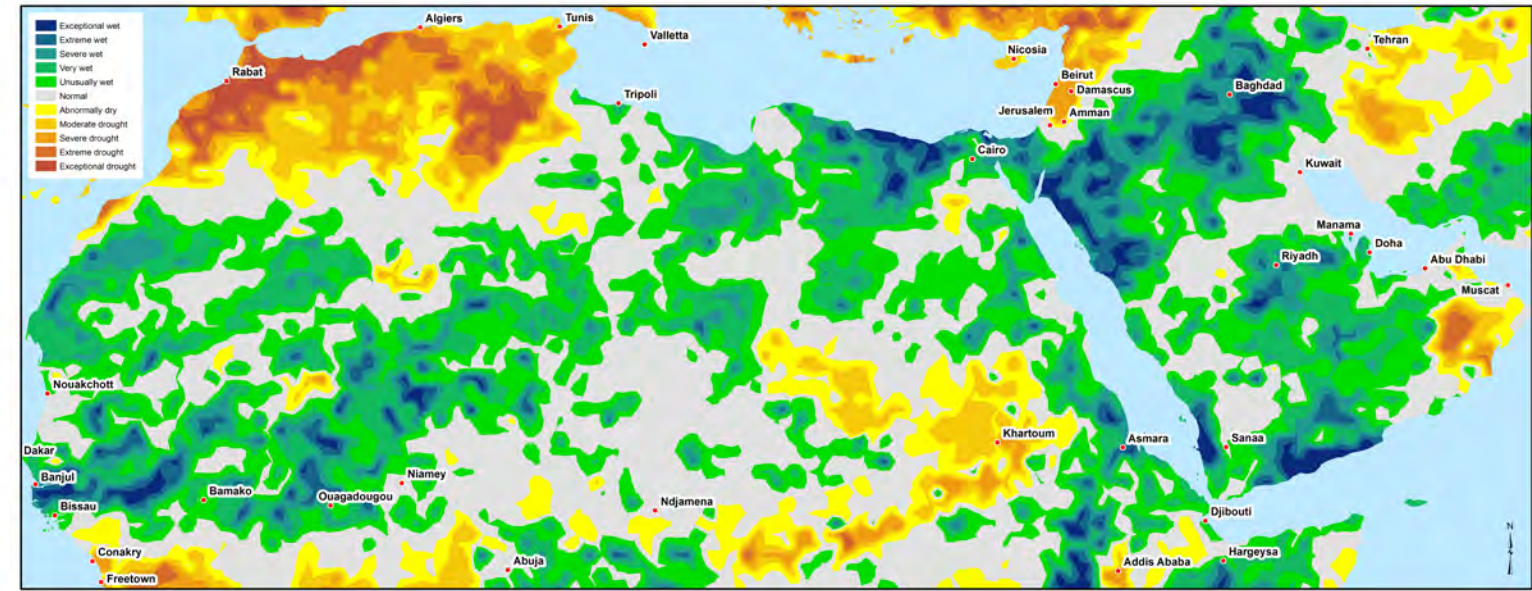 Exceptional wet
Extreme wet
Severe wet
Very wet
Unusually wet
Normal
Abnormally dry
Moderate drought
Severe drought
Extreme drought
Exceptional drought
Algiers
Tunis
Valletta
Nicosia
Tehran
Rabat
Tripoli
Beirut
Damascus
Baghdad
Jerusalem
Amman
Cairo
Kuwait
Manama
Doha
Riyadh
Abu Dhabi
Muscat
Nouakchott
Dakar
Banjul
Bissau
Bamako
Ouagadougou
Niamey
Ndjamena
Khartoum
Asmara
Sanaa
Djibouti
Conakry
Freetown
Abuja
Addis Ababa
Hargeysa
N